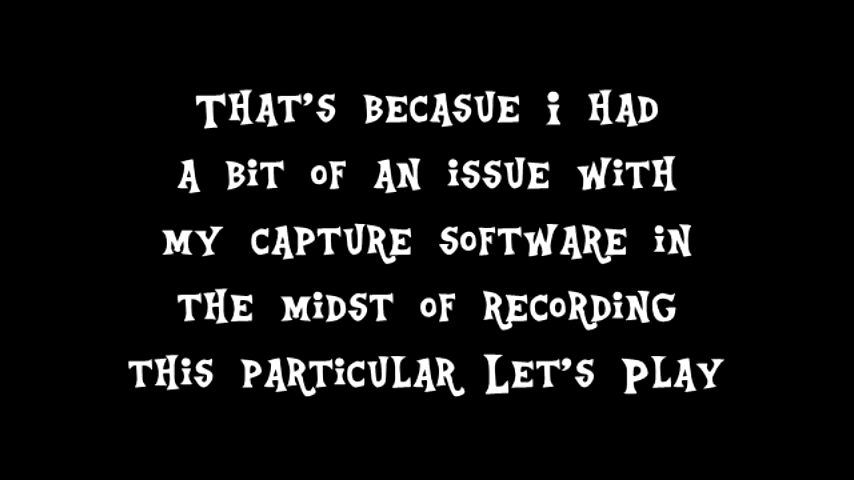 That's becasue i had
a bit of an issue with
my capture software in
the midst of recording
this particular Let's Play